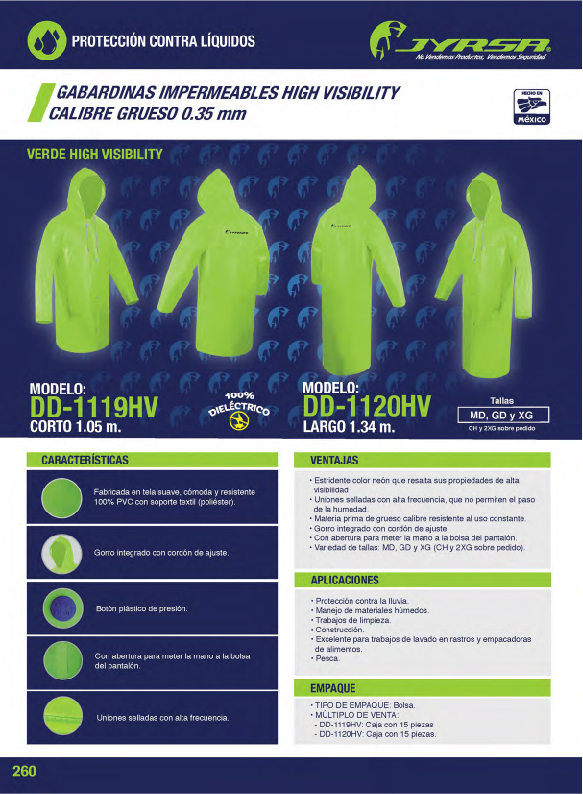 PROTECCIÓN CONTRA LÍQUIDOS
JYRSA®
No Vendemos Productos, Vendemos Seguridad
GABARDINAS IMPERMEABLES HIGH VISIBILITY
CALIBRE GRUESO 0.35 mm
HECHO EN
MÉXICO
VERDE HIGH VISIBILITY
MODELO:
DD-1119HV
CORTO 1.05 m.
100%
DIELÉCTRICO
MODELO:
DD-1120HV
LARGO 1.34 m.
Tallas
MD, GD y XG
CH y 2XG sobre pedido
CARACTERÍSTICAS
Fabricada en tela suave, cómoda y resistente
100% PVC con soporte textil (poliéster).
Gorro integrado con cordón de ajuste.
Botón plástico de presión.
Con abertura para meter la mano a la bolsa
del pantalón.
Uniones selladas con alta frecuencia.
VENTAJAS
• Estridente color neón que resalta sus propiedades de alta
visibilidad
• Uniones selladas con alta frecuencia, que no permiten el paso
de la humedad.
• Materia prima de grueso calibre resistente al uso constante.
• Gorro integrado con cordón de ajuste
• Con abertura para meter la mano a la bolsa del pantalón.
• Variedad de tallas: MD, GD y XG (CH y 2XG sobre pedido).
APLICACIONES
• Protección contra la lluvia.
• Manejo de materiales húmedos.
• Trabajos de limpieza.
• Construcción.
• Excelente para trabajos de lavado en rastros y empacadoras
de alimentos.
• Pesca.
EMPAQUE
• TIPO DE EMPAQUE: Bolsa.
• MÚLTIPLO DE VENTA:
- DD-1119HV: Caja con 15 piezas
- DD-1120HV: Caja con 15 piezas.
260